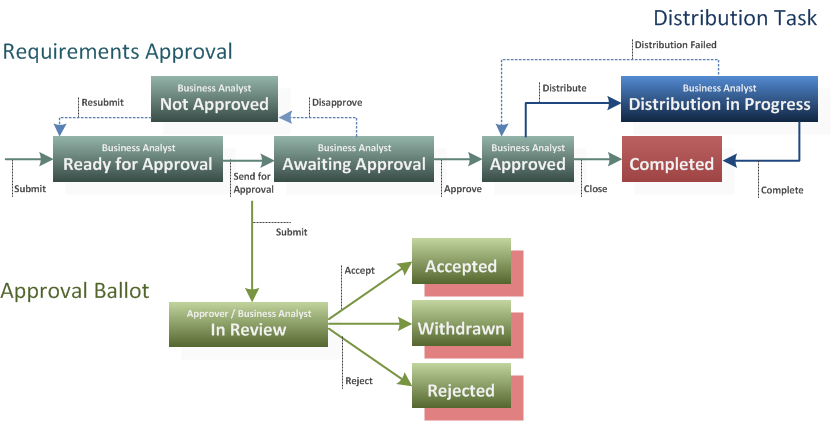 Distribution Task
Distribution Failed
Requirements Approval
Business Analyst
Not Approved
Resubmit
Disapprove
Distribute
Business Analyst
Distribution in Progress
Business Analyst
Ready for Approval
Business Analyst
Awaiting Approval
Business Analyst
Approved
Completed
Submit
Send for
Approval
Approve
Close
Complete
Submit
Approval Ballot
Accept
Accepted
Approver / Business Analyst
In Review
Withdrawn
Reject
Rejected